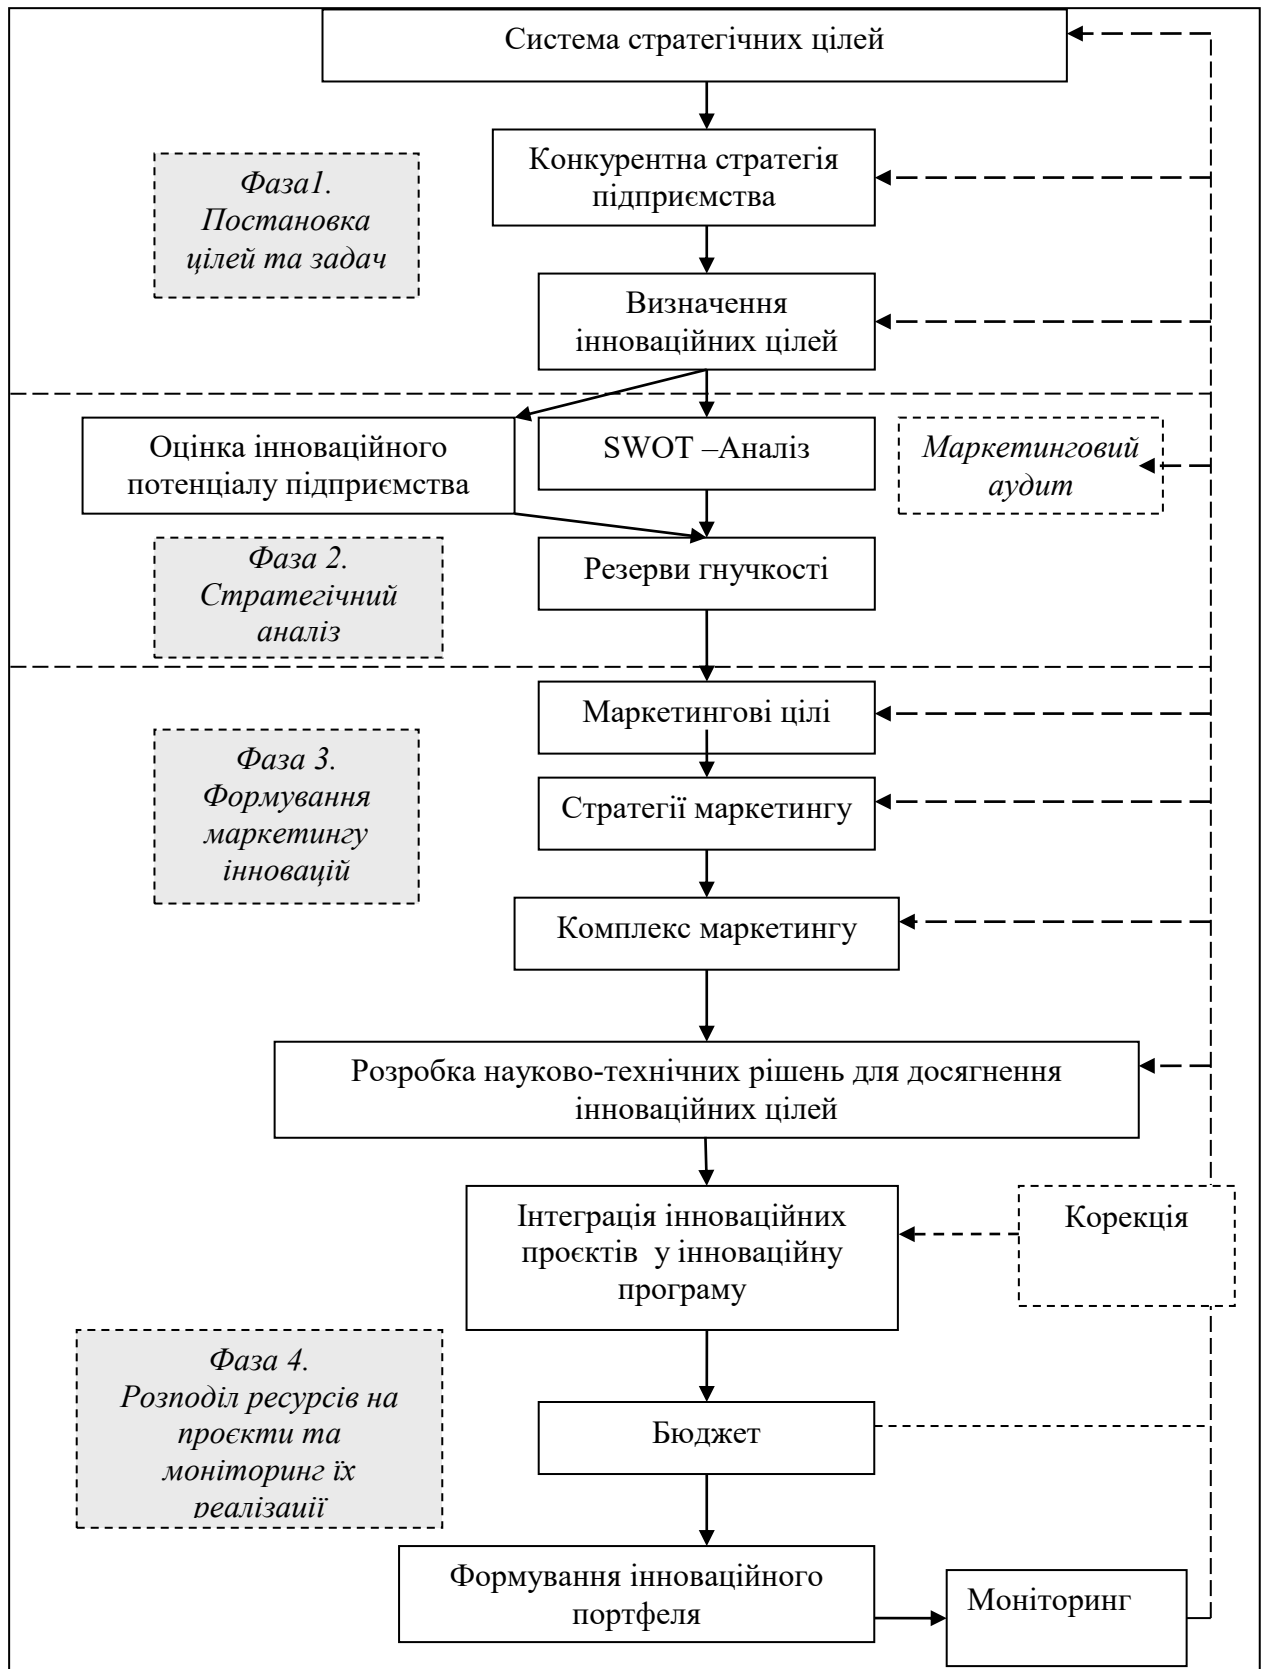 Система стратегічних цілей
Конкурентна стратегія
підприємства
Фаза1.
Постановка
цілей та задач
Визначення
інноваційних цілей
Оцінка інноваційного
потенціалу підприємства
SWOT –Аналіз
Маркетинговий
аудит
Фаза 2.
Стратегічний
аналіз
Резерви гнучкості
Маркетингові цілі
Фаза 3.
Формування
маркетингу
інновацій
Стратегії маркетингу
Комплекс маркетингу
Розробка науково-технічних рішень для досягнення
інноваційних цілей
Інтеграція інноваційних
проєктів у інноваційну
програму
Корекція
Фаза 4.
Розподіл ресурсів на
проєкти та
моніторинг їх
реалізації
Бюджет
Формування інноваційного
портфеля
Моніторинг